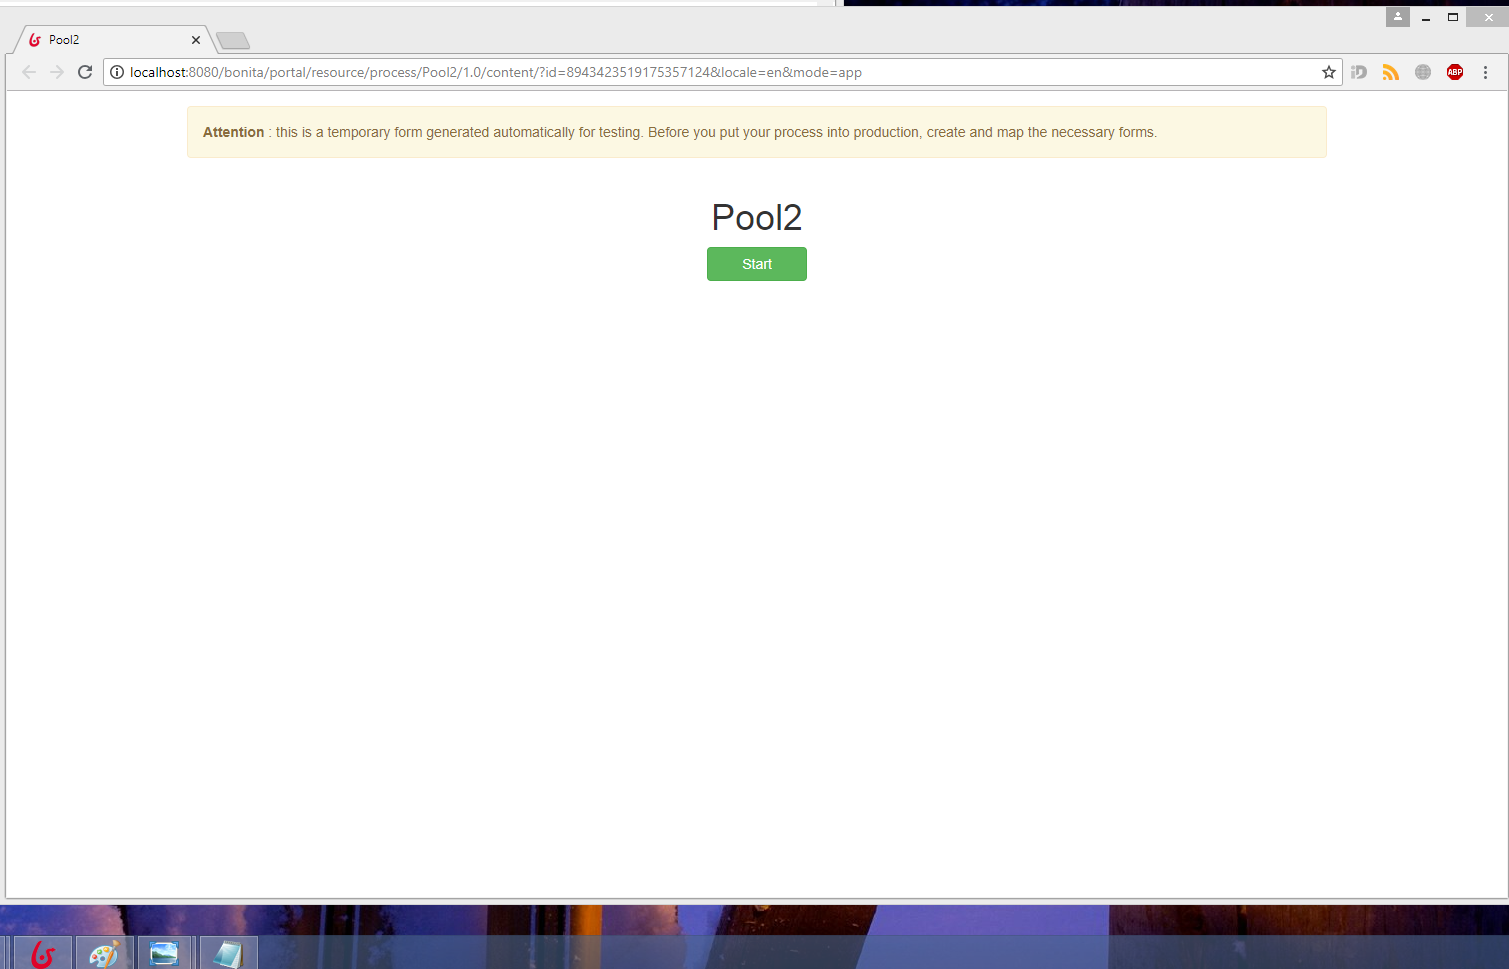 Pool2
localhost:8080/bonita/portal/resource/process/Pool2/1.0/content/?id=8943423519175357124&locale=en&mode=app
iD
ABP
Attention : this is a temporary form generated automatically for testing. Before you put your process into production, create and map the necessary forms.
Pool2
Start